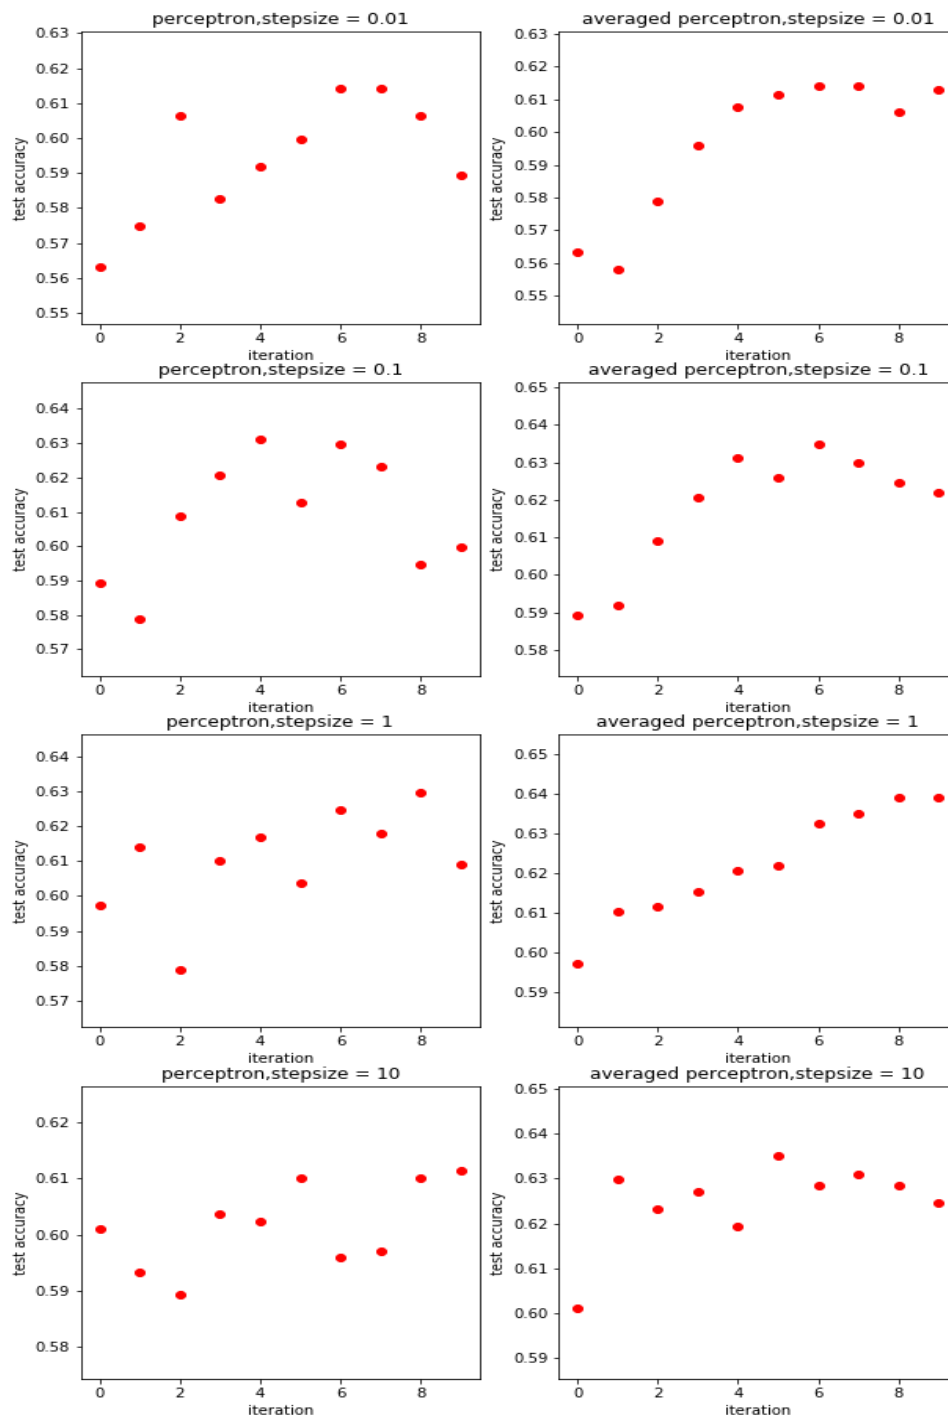 perceptron,stepsize = 0.01
0.63
0.62
0.61
0.60
0.59
0.58
0.57
0.56
0.55
test accuracy
0 2 4 6 8
iteration
averaged perceptron,stepsize = 0.01
0.63
0.62
0.61
0.60
0.59
0.58
0.57
0.56
0.55
test accuracy
0 2 4 6 8
iteration
perceptron,stepsize = 0.1
0.64
0.63
0.62
0.61
0.60
0.59
0.58
0.57
test accuracy
0 2 4 6 8
iteration
averaged perceptron,stepsize = 0.1
0.65
0.64
0.63
0.62
0.61
0.60
0.59
0.58
test accuracy
0 2 4 6 8
iteration
perceptron,stepsize = 1
0.64
0.63
0.62
0.61
0.60
0.59
0.58
0.57
test accuracy
0 2 4 6 8
iteration
averaged perceptron,stepsize = 1
0.65
0.64
0.63
0.62
0.61
0.60
0.59
test accuracy
0 2 4 6 8
iteration
perceptron,stepsize = 10
0.62
0.61
0.60
0.59
0.58
test accuracy
0 2 4 6 8
iteration
averaged perceptron,stepsize = 10
0.65
0.64
0.63
0.62
0.61
0.60
0.59
test accuracy
0 2 4 6 8
iteration